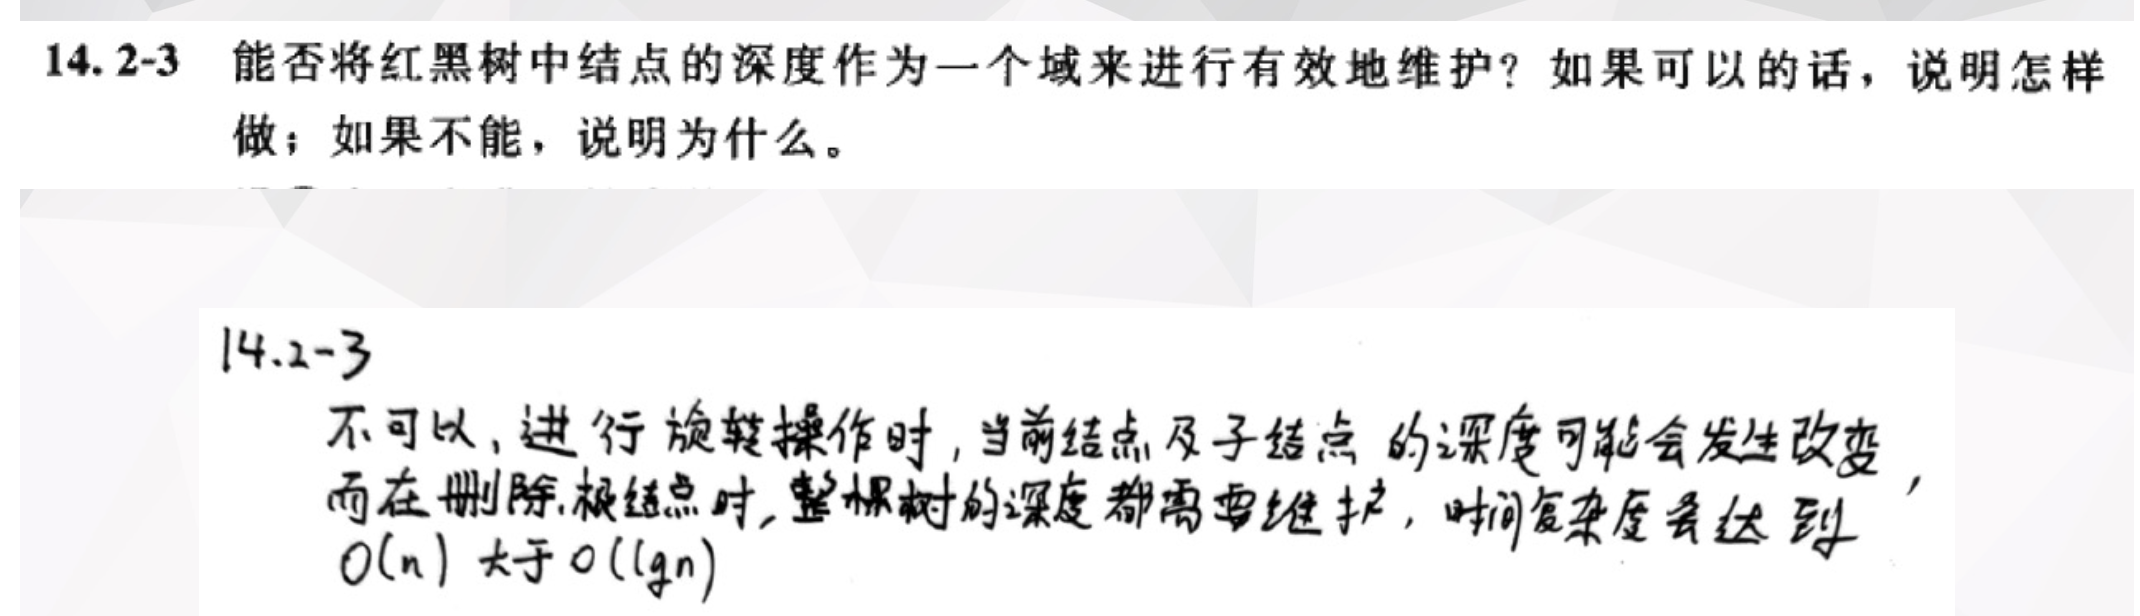 14.2-3 能否将红黑树中结点的深度作为一个域来进行有效地维护？如果可以的话，说明怎样
做；如果不能，说明为什么。
14.2-3
不可以，进行旋转操作时，当前结点及子结点的深度可能会发生改变，
而在删除根结点时，整棵树的深度都需要维护，时间复杂度会达到
O(n) 大于 O(lgn)